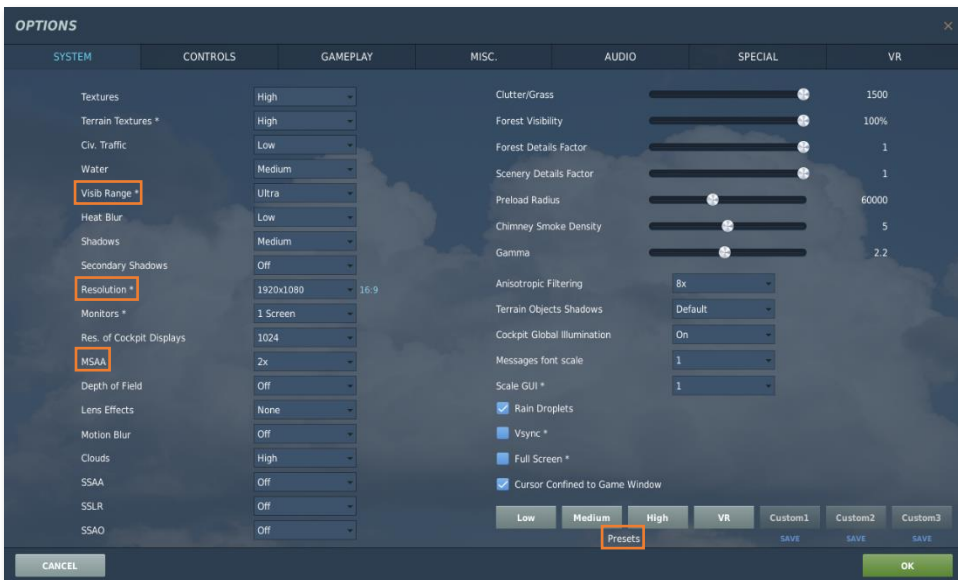 OPTIONS
×
SYSTEM CONTROLS GAMEPLAY MISC. AUDIO SPECIAL VR
Textures High
Terrain Textures * High
Civ. Traffic Low
Water Medium
Visib Range * Ultra
Heat Blur Low
Shadows Medium
Secondary Shadows Off
Resolution * 1920x1080 16:9
Monitors * 1 Screen
Res. of Cockpit Displays 1024
MSAA 2x
Depth of Field Off
Lens Effects None
Motion Blur Off
Clouds High
SSAA Off
SSLR Off
SSAO Off
Clutter/Grass 1500
Forest Visibility 100%
Forest Details Factor 1
Scenery Details Factor 1
Preload Radius 60000
Chimney Smoke Density 5
Gamma 2.2
Anisotropic Filtering 8x
Terrain Objects Shadows Default
Cockpit Global Illumination On
Messages font scale 1
Scale GUI * 1
Rain Droplets
Vsync *
Full Screen *
Cursor Confined to Game Window
Low Medium High VR Custom1 Custom2 Custom3
Presets SAVE SAVE SAVE
CANCEL OK